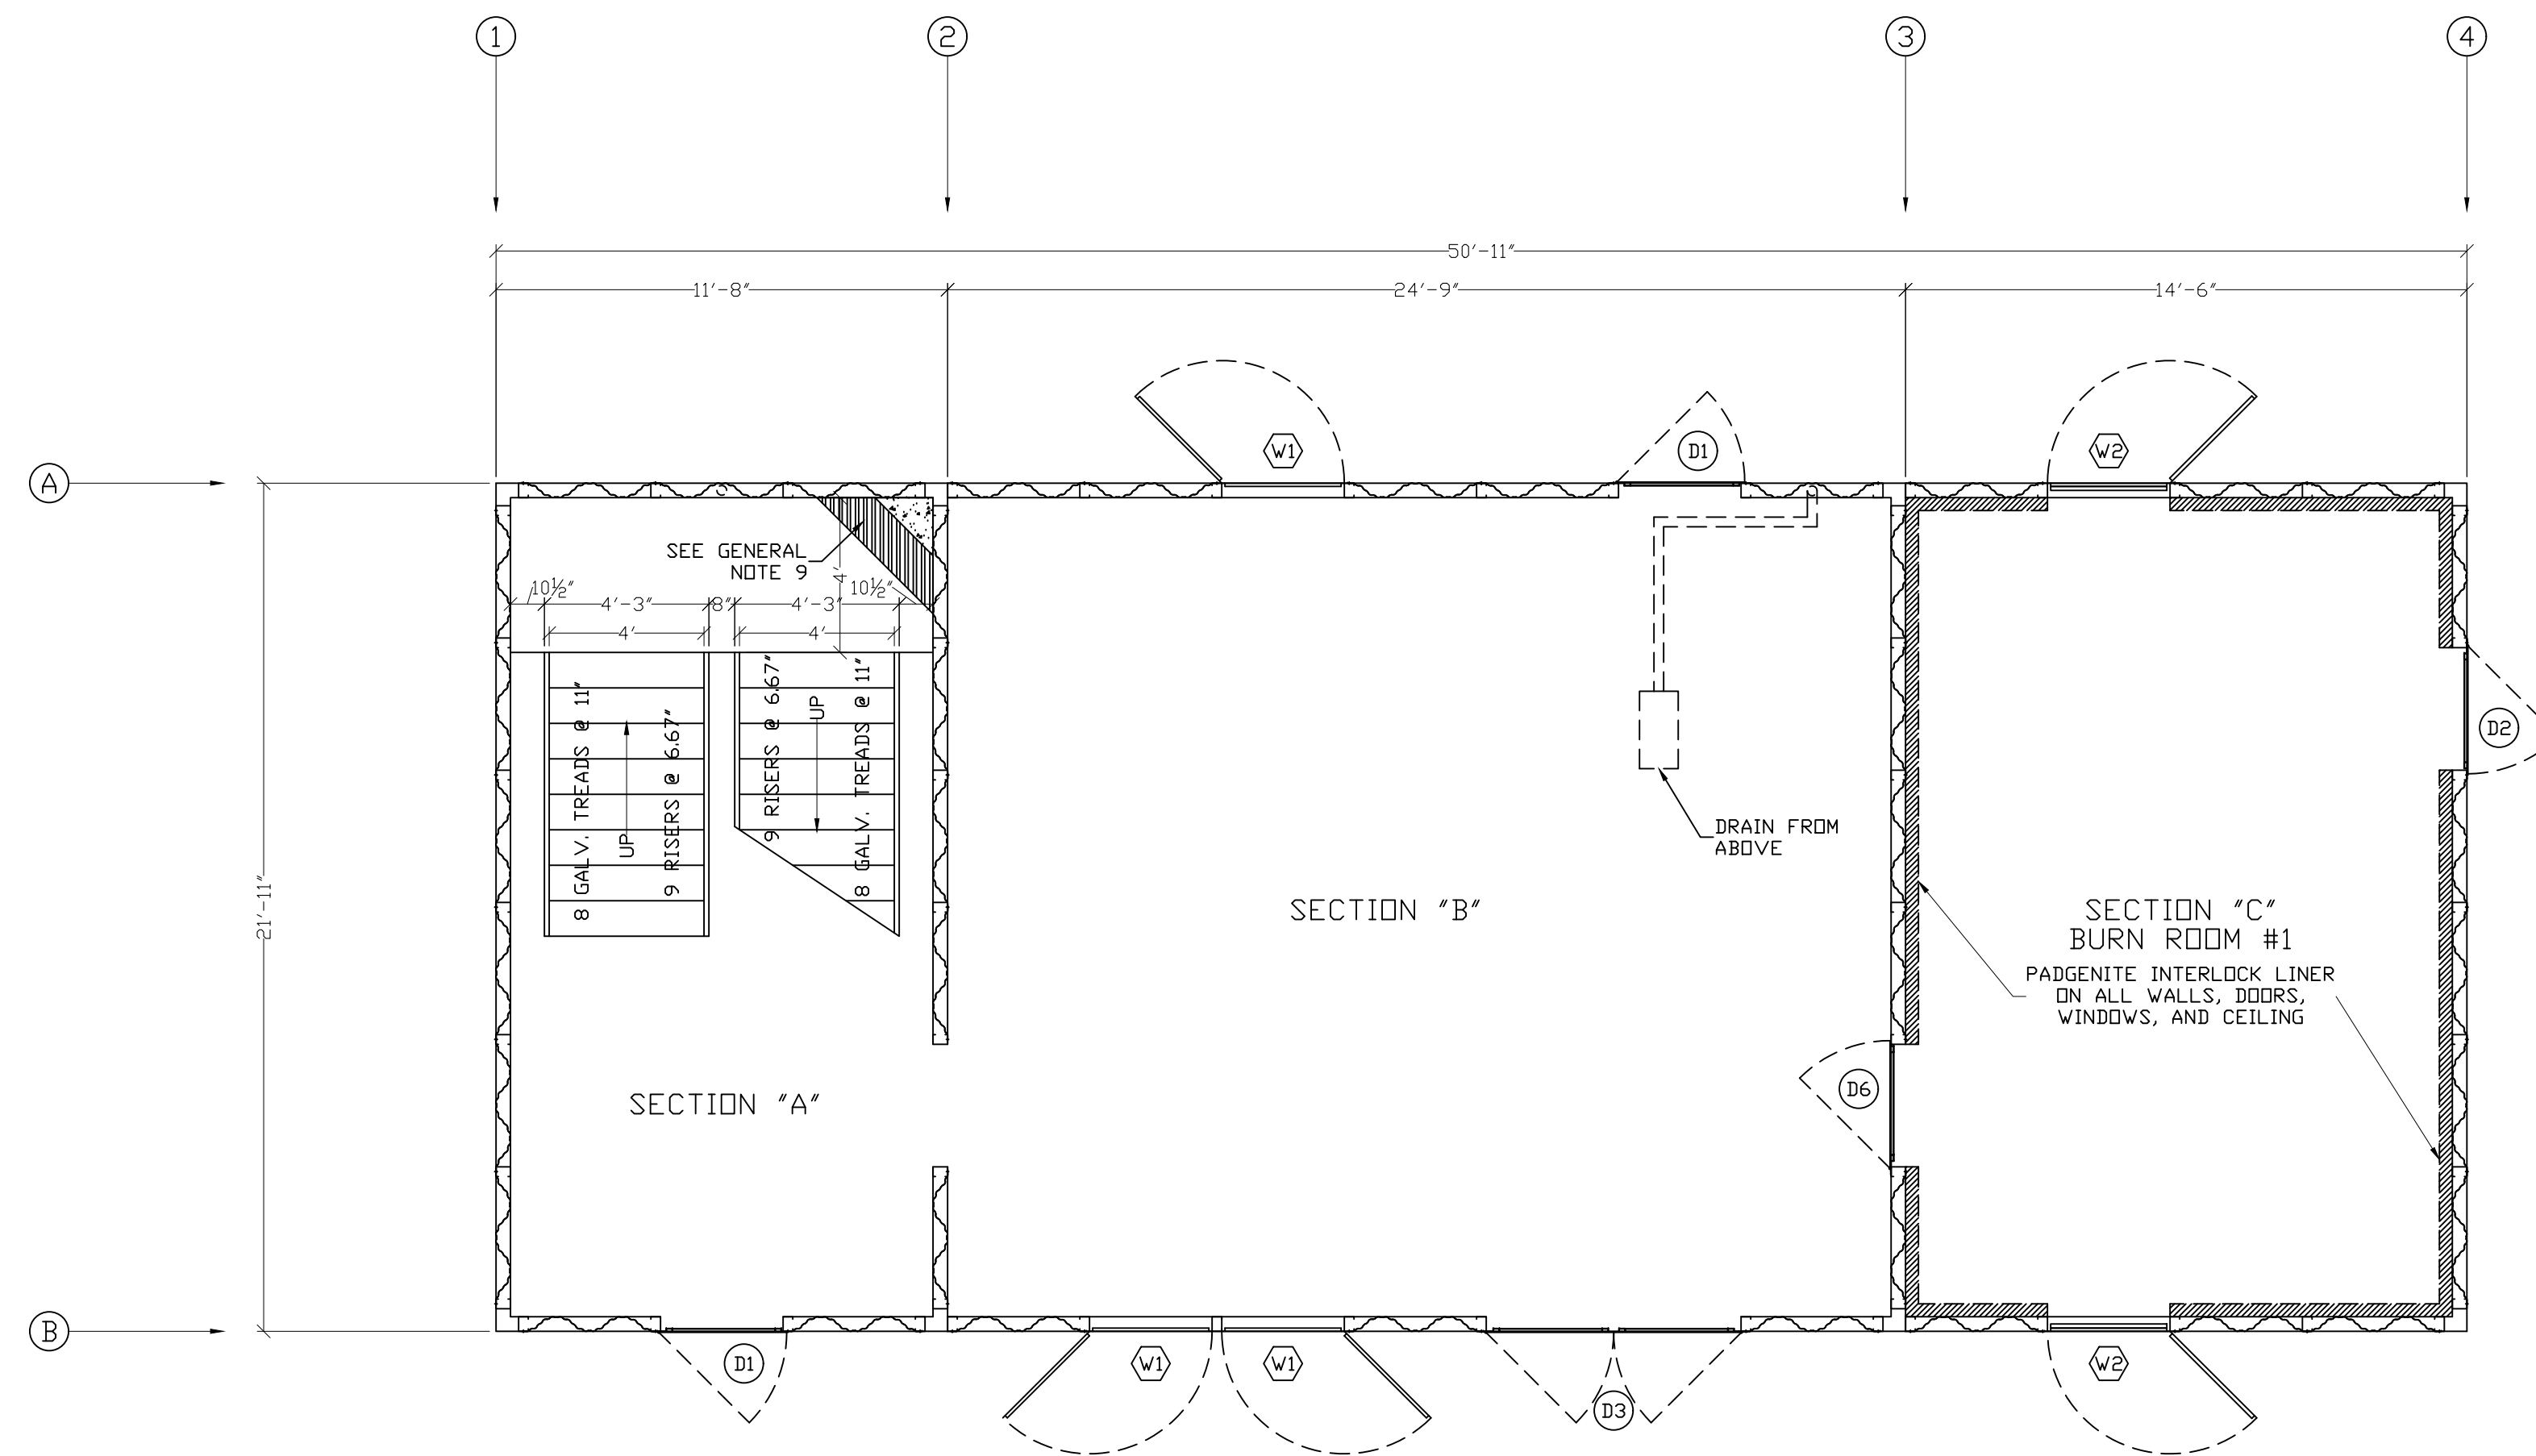 1
2
3
4
50'-11"
11'-8"
24'-9"
14'-6"
W1
D1
W2
A
SEE GENERAL
NOTE 9
4'
10½"
4'-3"
8"
4'-3"
10½"
4'
4'
8 GALV. TREADS @ 11"
UP
9 RISERS @ 6.67"
9 RISERS @ 6.67"
UP
8 GALV. TREADS @ 11"
D2
DRAIN FROM
ABOVE
21'-11"
SECTION "B"
SECTION "C"
BURN ROOM #1
PADGENITE INTERLOCK LINER
ON ALL WALLS, DOORS,
WINDOWS, AND CEILING
D6
SECTION "A"
B
D1
W1
W1
D3
W2